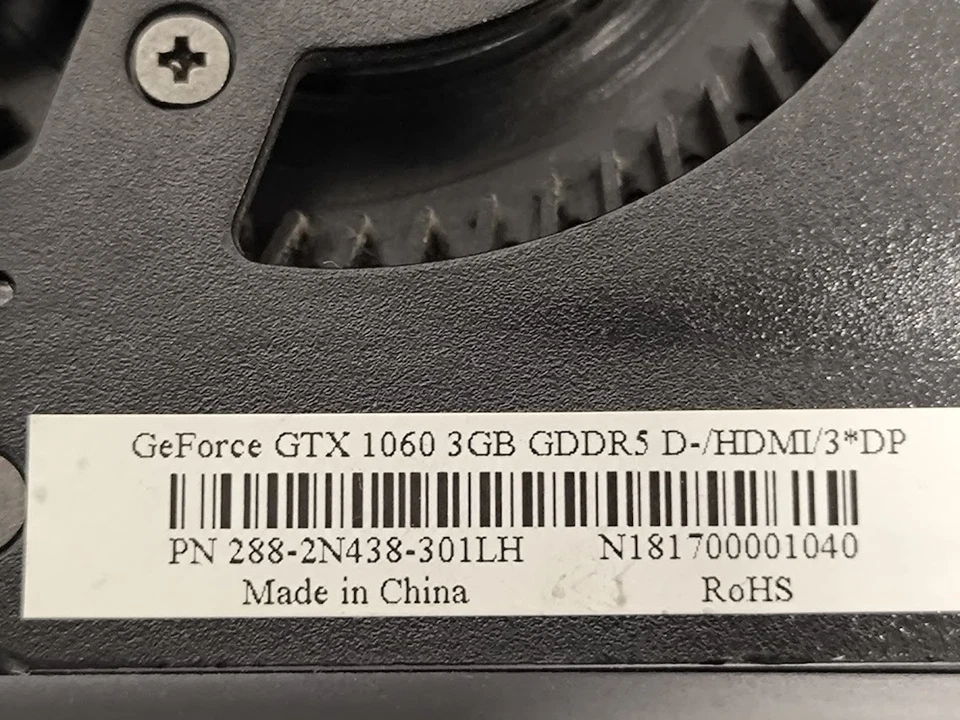 GeForce GTX 1060 3GB GDDR5 D-/HDMI/3*DP
PN 288-2N438-301LH N181700001040
Made in China RoHS